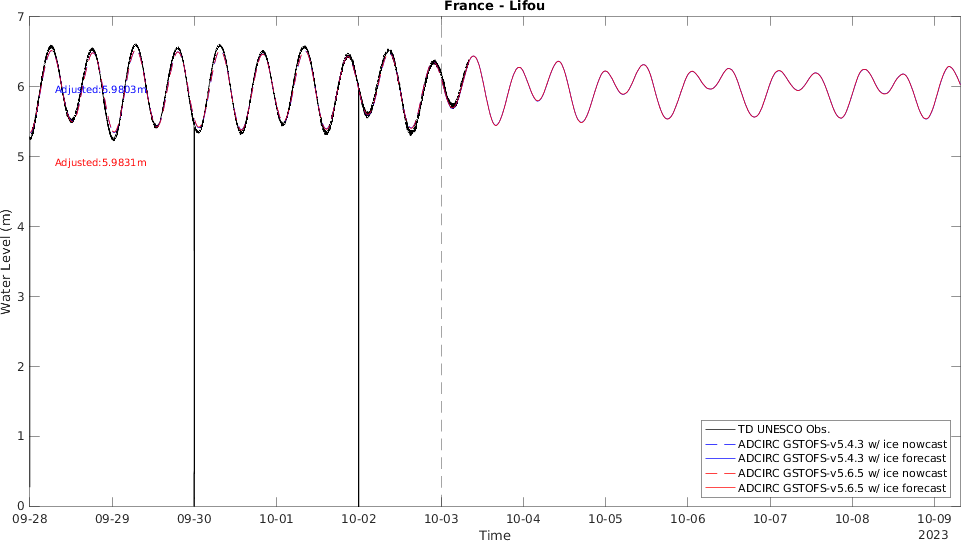 France - Lifou
7
6
5
4
3
2
1
0
Water Level (m)
Adjusted:5.9803m
Adjusted:5.9831m
TD UNESCO Obs.
ADCIRC GSTOFS-v5.4.3 w/ ice nowcast
ADCIRC GSTOFS-v5.4.3 w/ ice forecast
ADCIRC GSTOFS-v5.6.5 w/ ice nowcast
ADCIRC GSTOFS-v5.6.5 w/ ice forecast
09-28 09-29 09-30 10-01 10-02 10-03 10-04 10-05 10-06 10-07 10-08 10-09
Time
2023